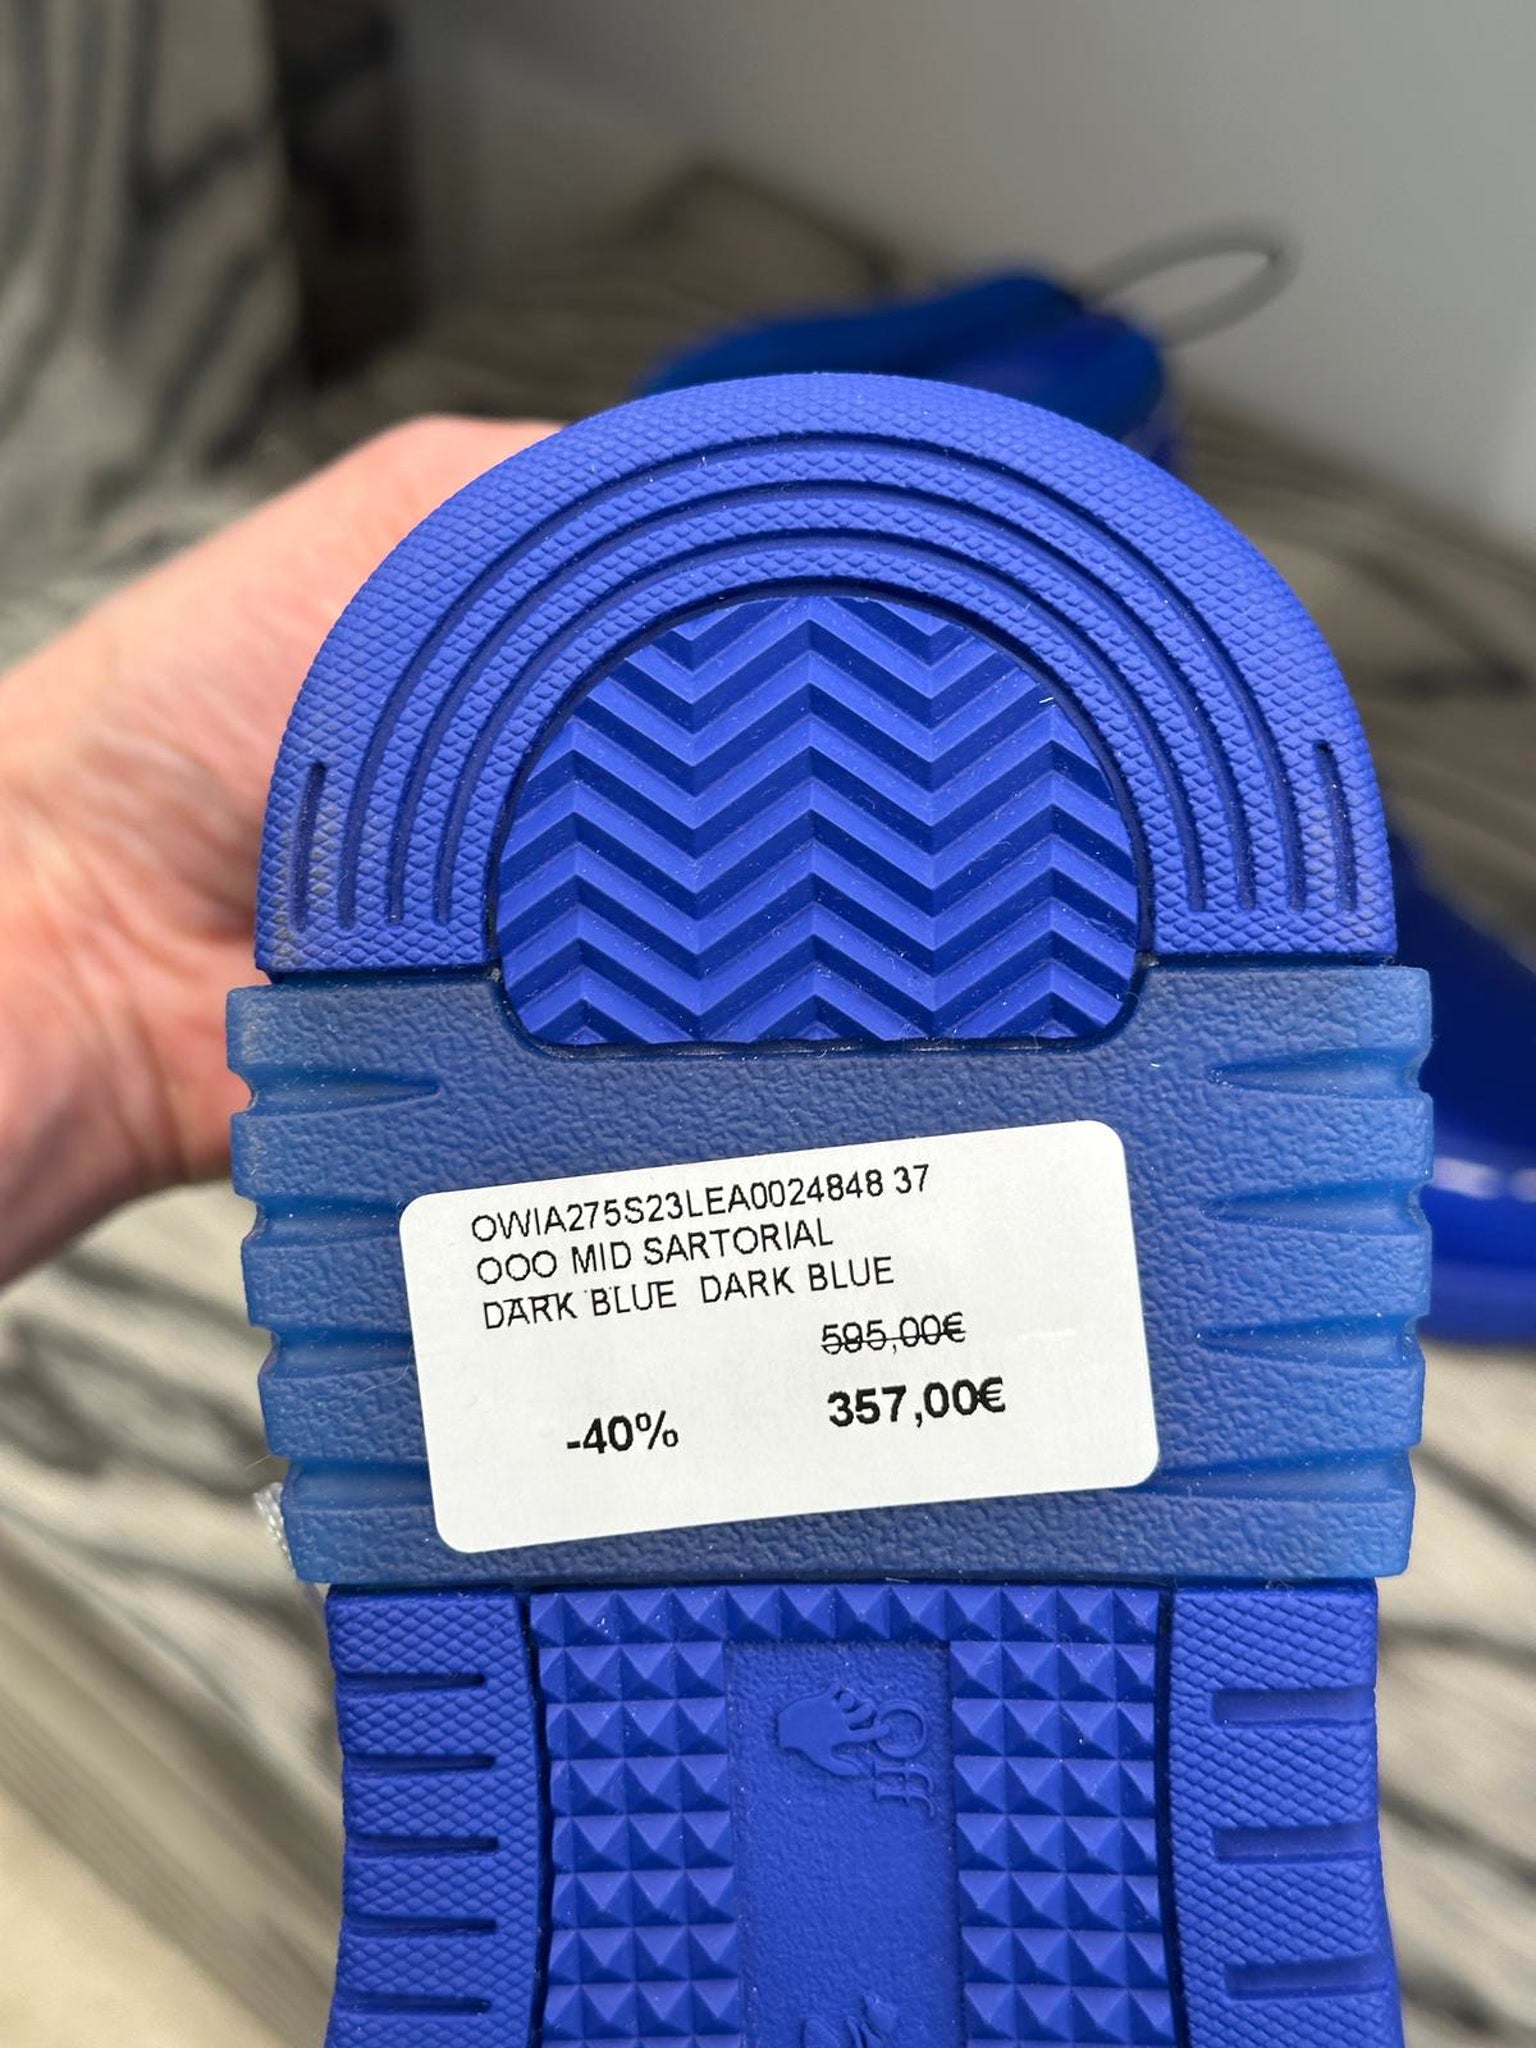 OWIA275S23LEA0024848 37
OOO MID SARTORIAL
DARK BLUE DARK BLUE
595,00€
-40% 357,00€
Off